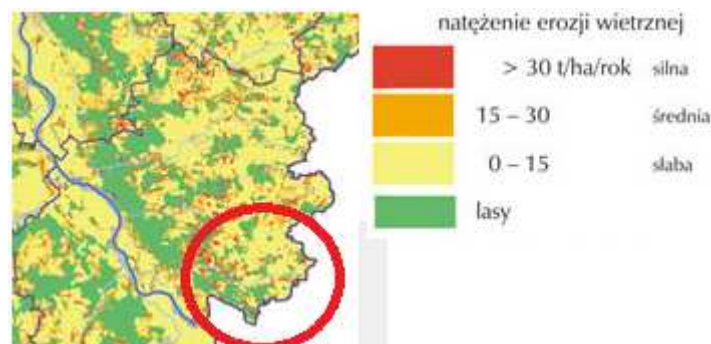 natężenie erozji wietrznej
> 30 t/ha/rok silna
15 – 30 średnia
0 – 15 słaba
lasy